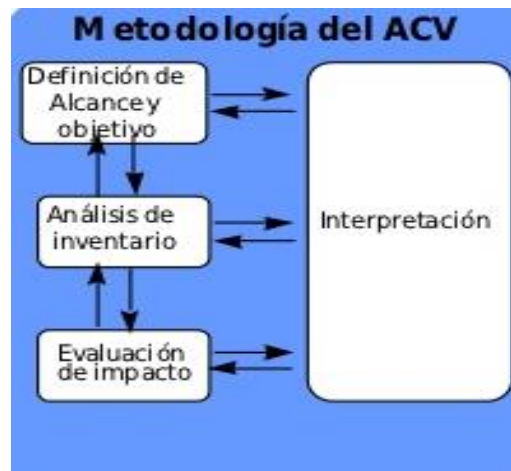 Metodología del ACV
Definición de
Alcance y
objetivo
Análisis de
inventario
Interpretación
Evaluación
de impacto